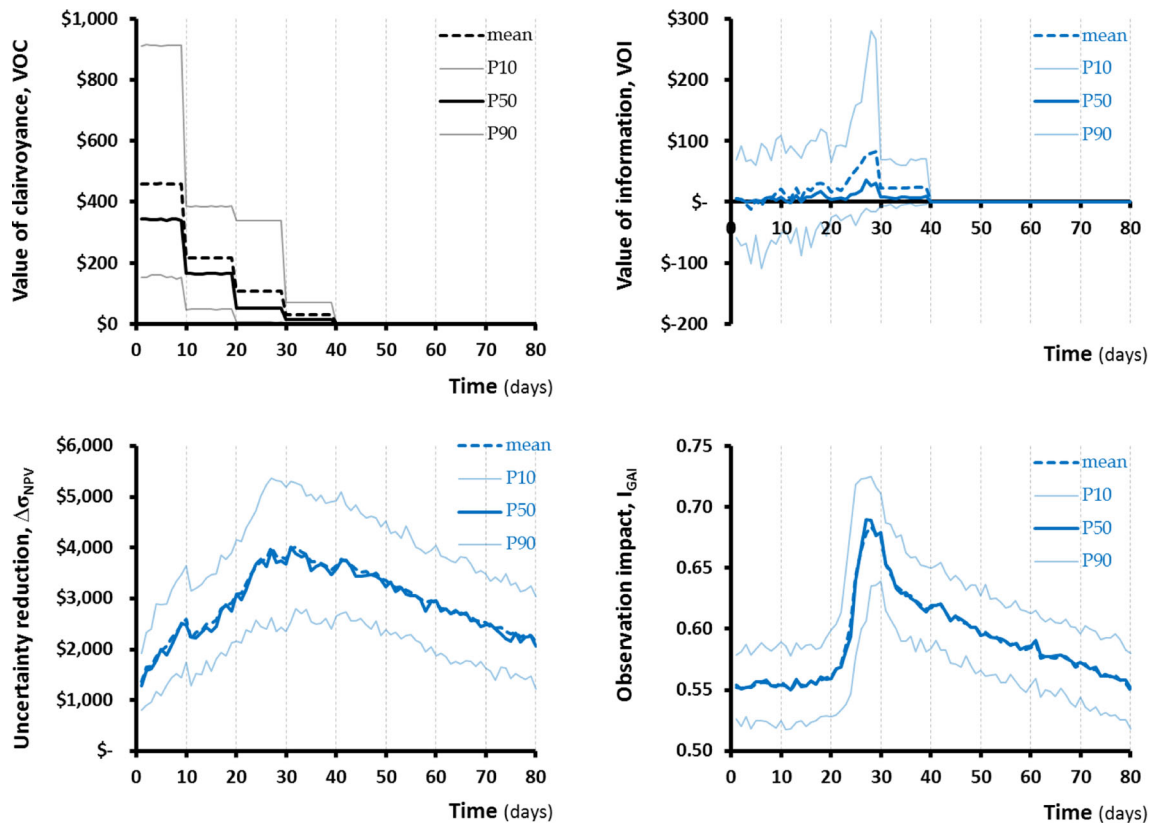 Value of clairvoyance, VOC
$1,000
$800
$600
$400
$200
$0
mean
P10
P50
P90
0 10 20 30 40 50 60 70 80
Time (days)
Value of information, VOI
$300
$200
$100
$-
$-100
$-200
mean
P10
P50
P90
0 10 20 30 40 50 60 70 80
Time (days)
Uncertainty reduction, ΔσNPV
$6,000
$5,000
$4,000
$3,000
$2,000
$1,000
$-
mean
P10
P50
P90
0 10 20 30 40 50 60 70 80
Time (days)
Observation impact, IGAI
0.75
0.70
0.65
0.60
0.55
0.50
mean
P10
P50
P90
0 10 20 30 40 50 60 70 80
Time (days)